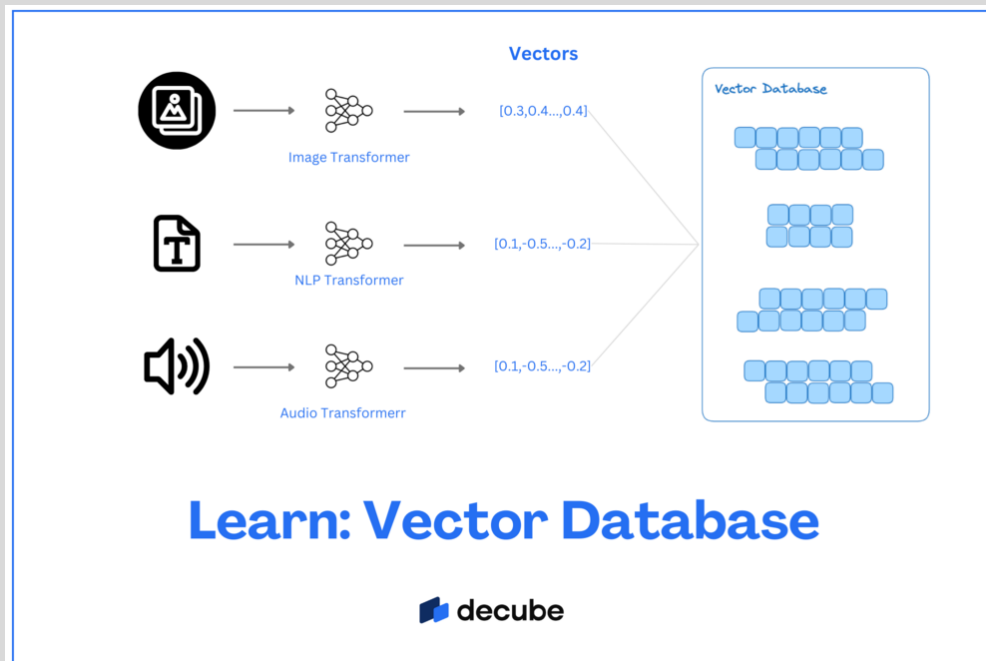 Vectors
Vector Database
[0.3,0.4...,0.4]
Image Transformer
T
[0.1,-0.5...,-0.2]
NLP Transformer
[0.1,-0.5...,-0.2]
Audio Transformerr
Learn: Vector Database
decube